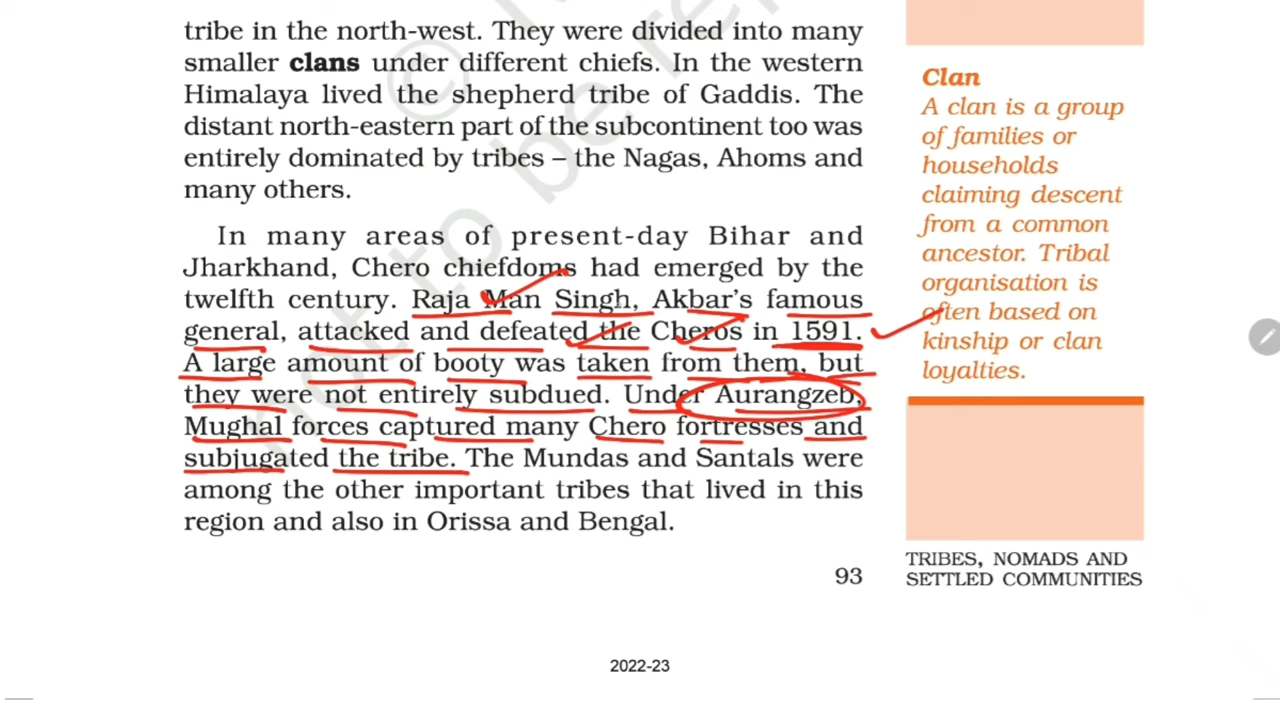 tribe in the north-west. They were divided into many
smaller clans under different chiefs. In the western
Himalaya lived the shepherd tribe of Gaddis. The
distant north-eastern part of the subcontinent too was
entirely dominated by tribes – the Nagas, Ahoms and
many others.
In many areas of present-day Bihar and
Jharkhand, Chero chiefdoms had emerged by the
twelfth century. Raja Man Singh, Akbar's famous
general, attacked and defeated the Cheros in 1591.
A large amount of booty was taken from them, but
they were not entirely subdued. Under Aurangzeb,
Mughal forces captured many Chero fortresses and
subjugated the tribe. The Mundas and Santals were
among the other important tribes that lived in this
region and also in Orissa and Bengal.
Clan
A clan is a group
of families or
households
claiming descent
from a common
ancestor. Tribal
organisation is
often based on
kinship or clan
loyalties.
93
TRIBES, NOMADS AND
SETTLED COMMUNITIES
2022-23